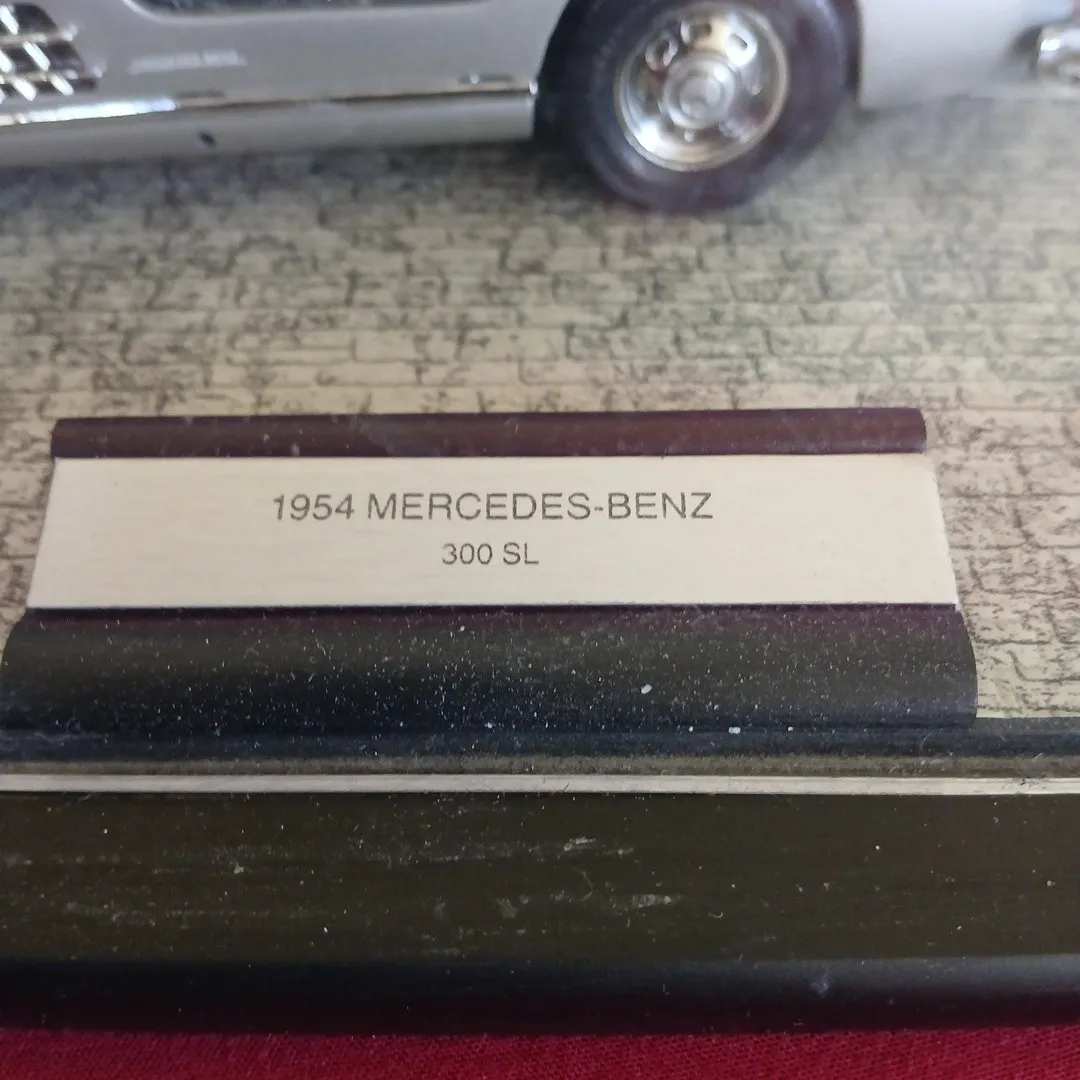 1954 MERCEDES-BENZ
300 SL